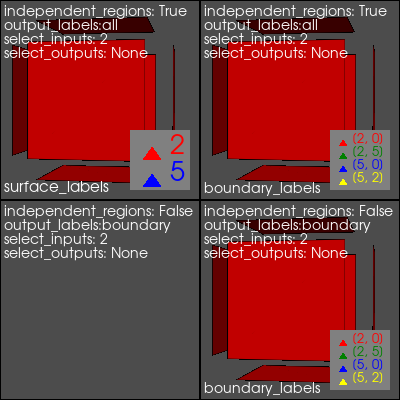 independent_regions: True
output_labels:all
select_inputs: 2
select_outputs: None
2
5
surface_labels
independent_regions: True
output_labels:all
select_inputs: 2
select_outputs: None
(2, 0)
(2, 5)
(5, 0)
(5, 2)
boundary_labels
independent_regions: False
output_labels:boundary
select_inputs: 2
select_outputs: None
independent_regions: False
output_labels:boundary
select_inputs: 2
select_outputs: None
(2, 0)
(2, 5)
(5, 0)
(5, 2)
boundary_labels